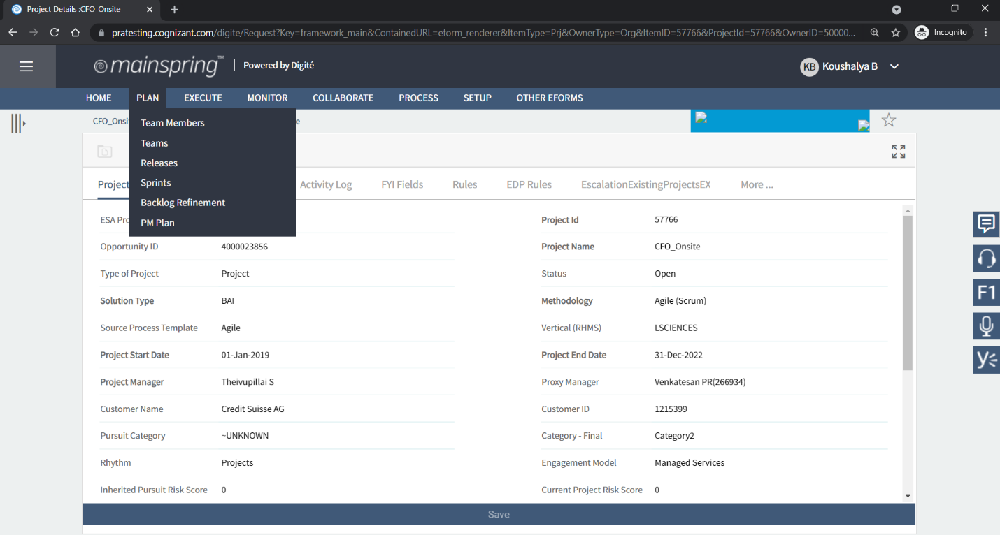 Project Details :CFO_Onsite
pratesting.cognizant.com/digite/Request?Key=framework_main&ContainedURL=eform_renderer&ItemType=Prj&OwnerType=Org&ItemID=57766&ProjectId=57766&OwnerID=50000...
Incognito
mainspring™ Powered by Digité
KB Koushalya B
HOME PLAN EXECUTE MONITOR COLLABORATE PROCESS SETUP OTHER EFORMS
CFO_Onsit
Team Members
Teams
Releases
Sprints
Backlog Refinement
PM Plan
Project Activity Log FYI Fields Rules EDP Rules EscalationExistingProjectsEX More ...
ESA Pro Project Id 57766
Opportunity ID 4000023856 Project Name CFO_Onsite
Type of Project Project Status Open
Solution Type BAI Methodology Agile (Scrum)
Source Process Template Agile Vertical (RHMS) LSCIENCES
Project Start Date 01-Jan-2019 Project End Date 31-Dec-2022
Project Manager Theivupillai S Proxy Manager Venkatesan PR(266934)
Customer Name Credit Suisse AG Customer ID 1215399
Pursuit Category ~UNKNOWN Category - Final Category2
Rhythm Projects Engagement Model Managed Services
Inherited Pursuit Risk Score 0 Current Project Risk Score 0
Save
F1